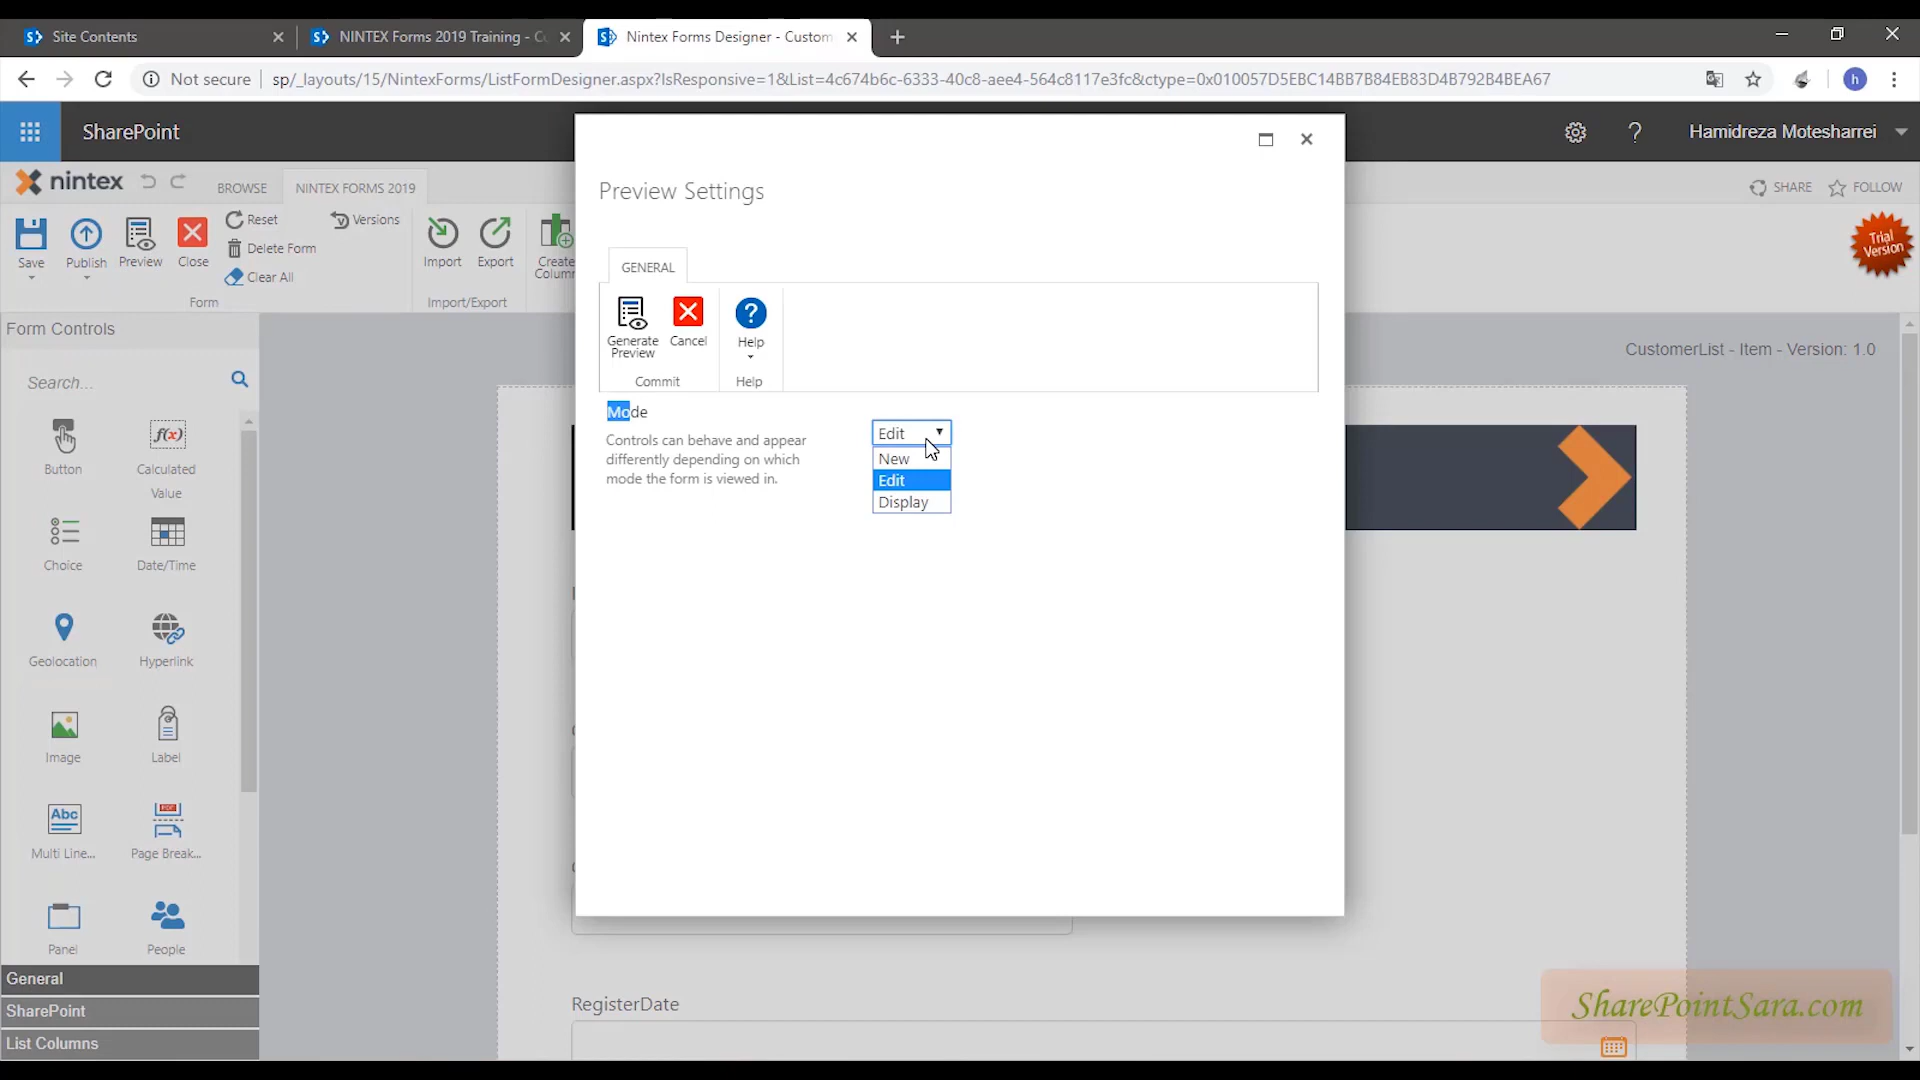 Site Contents
NINTEX Forms 2019 Training - Cu
Nintex Forms Designer - Custom
Not secure
sp/_layouts/15/NintexForms/ListFormDesigner.aspx?IsResponsive=1&List=4c674b6c-6333-40c8-aee4-564c8117e3fc&ctype=0x010057D5EBC14BB7B84EB83D4B792B4BEA67
h
SharePoint
Hamidreza Motesharrei
nintex
BROWSE
NINTEX FORMS 2019
SHARE
FOLLOW
Save
Publish
Preview
Close
Reset
Delete Form
Clear All
Versions
Form
Import
Export
Import/Export
Create
Column
Trial
Version
Form Controls
Search...
Button
Calculated
Value
Choice
Date/Time
Geolocation
Hyperlink
Image
Label
Abc
Multi Line...
PDF
Page Break...
Panel
People
General
SharePoint
List Columns
Preview Settings
GENERAL
Generate
Preview
Cancel
Help
Commit
Help
Mode
Controls can behave and appear
differently depending on which
mode the form is viewed in.
Edit
New
Edit
Display
CustomerList - Item - Version: 1.0
RegisterDate
SharePointSara.com